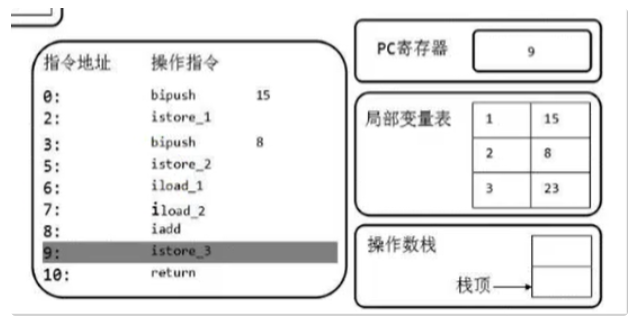 指令地址 操作指令
0: bipush 15
2: istore_1
3: bipush 8
5: istore_2
6: iload_1
7: iload_2
8: iadd
9: istore_3
10: return
PC寄存器 9
局部变量表 1 15
2 8
3 23
操作数栈
栈顶